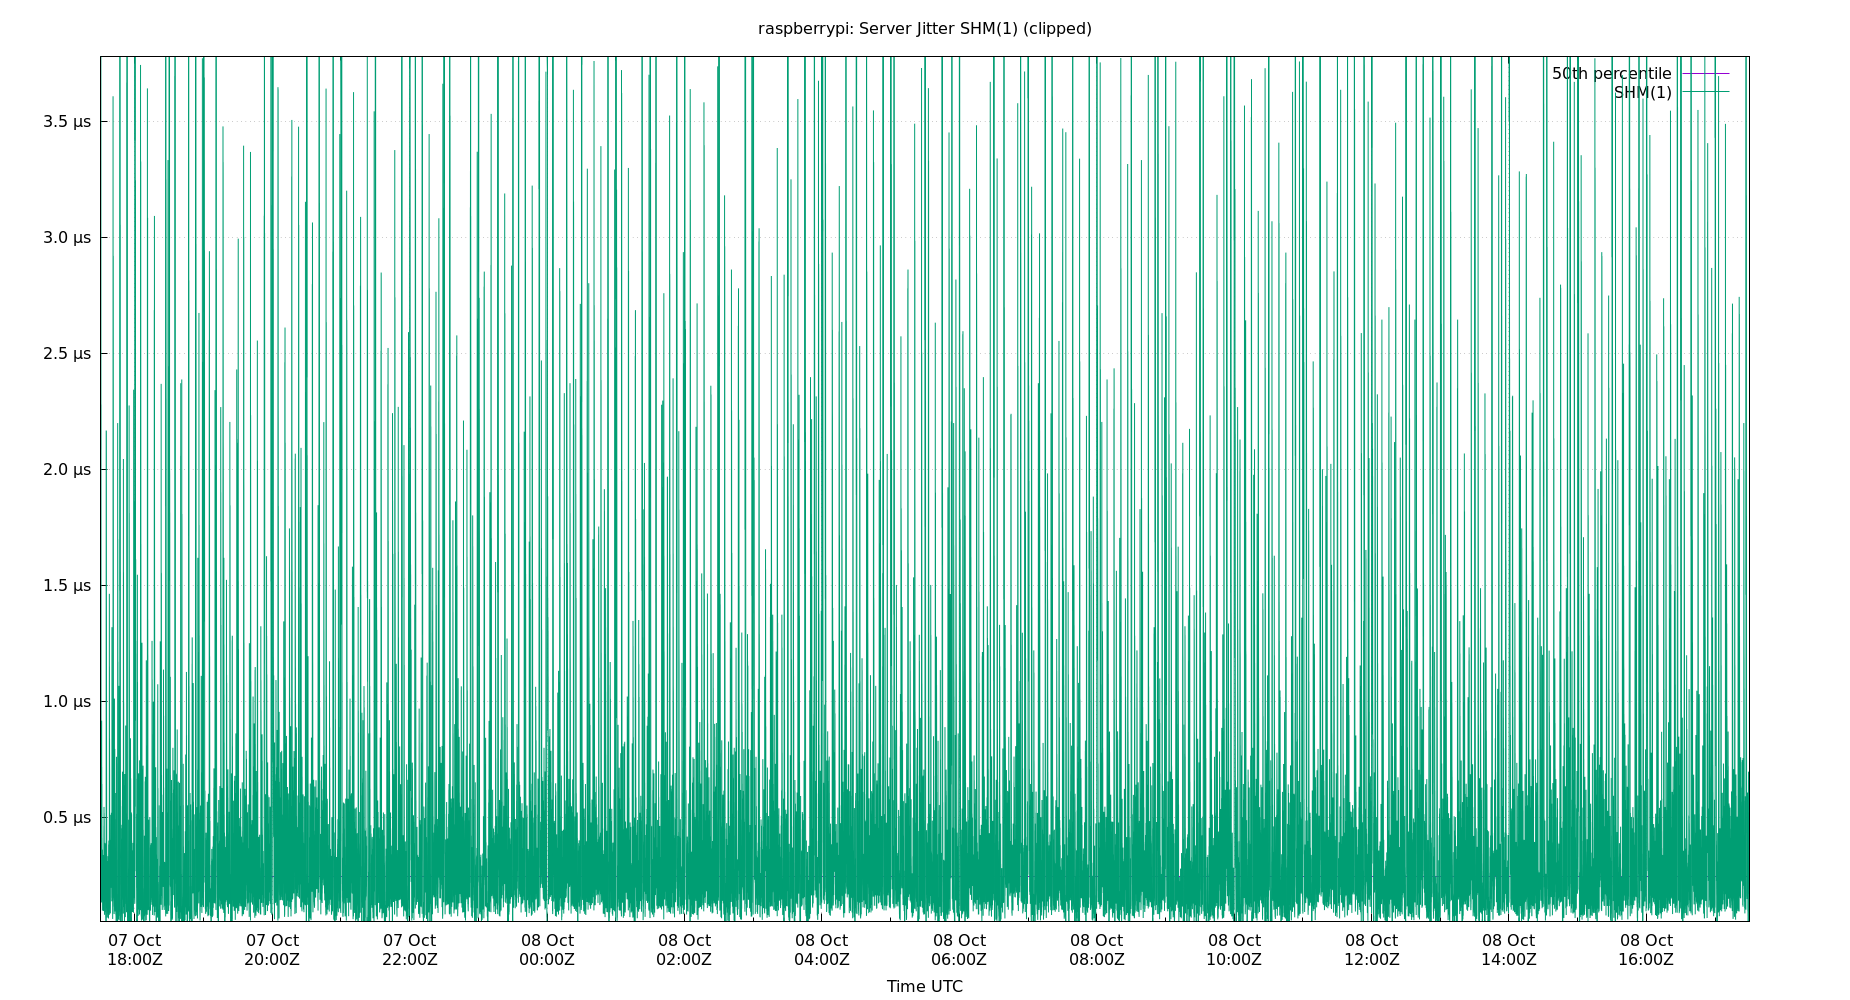 raspberrypi: Server Jitter SHM(1) (clipped)
50th percentile
SHM(1)
3.5 µs
3.0 µs
2.5 µs
2.0 µs
1.5 µs
1.0 µs
0.5 µs
07 Oct 07 Oct 07 Oct 08 Oct 08 Oct 08 Oct 08 Oct 08 Oct 08 Oct 08 Oct 08 Oct 08 Oct
18:00Z 20:00Z 22:00Z 00:00Z 02:00Z 04:00Z 06:00Z 08:00Z 10:00Z 12:00Z 14:00Z 16:00Z
Time UTC